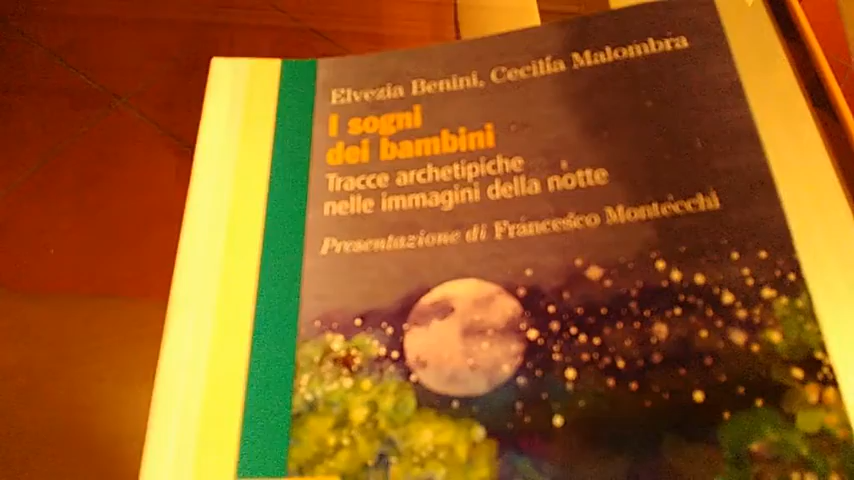 Elvezia Benini, Cecilia Malombra
I sogni
dei bambini
Tracce archetipiche
nelle immagini della notte
Presentazione di Francesco Montecchi